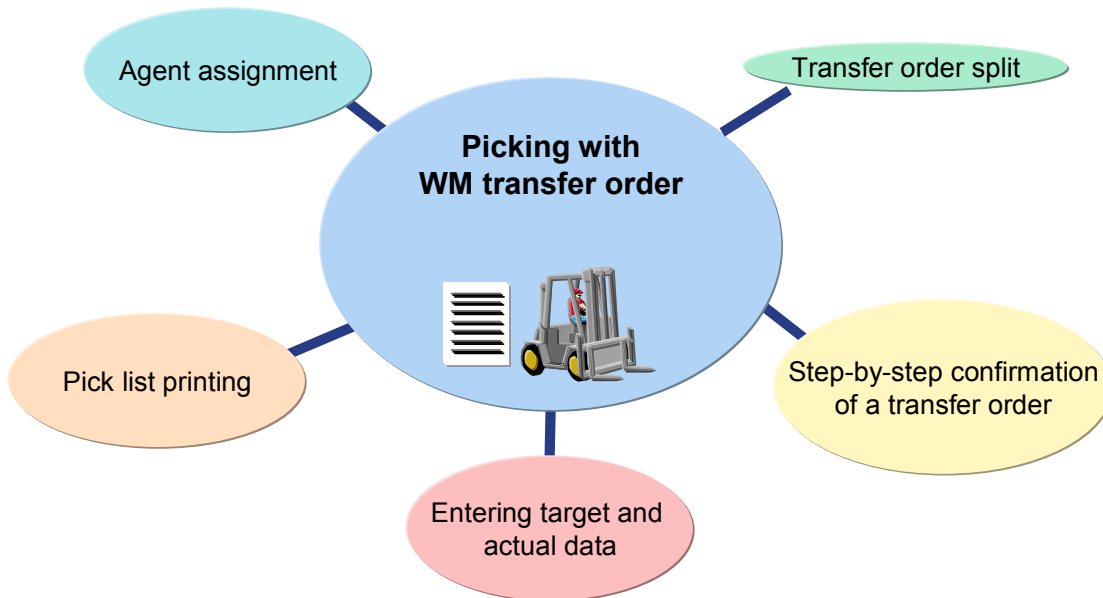 Agent assignment
Transfer order split
Picking with
WM transfer order
Pick list printing
Step-by-step confirmation
of a transfer order
Entering target and
actual data